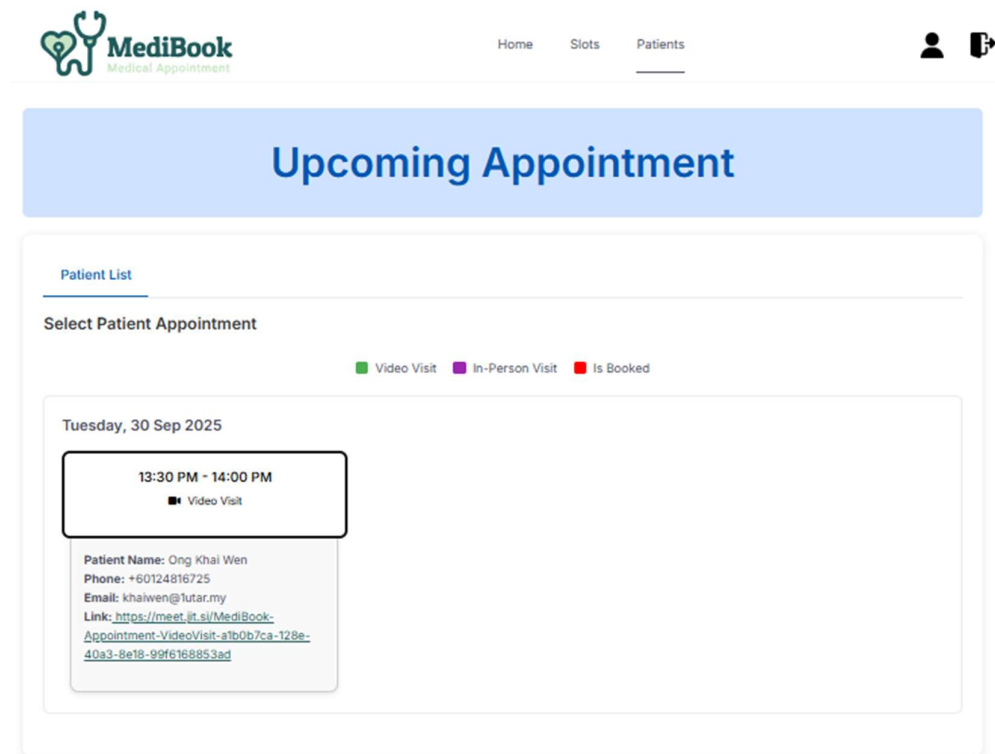 MediBook
Medical Appointment
Home
Slots
Patients
Upcoming Appointment
Patient List
Select Patient Appointment
Video Visit
In-Person Visit
Is Booked
Tuesday, 30 Sep 2025
13:30 PM - 14:00 PM
Video Visit
Patient Name: Ong Khai Wen
Phone: +60124816725
Email: khaiwen@1utar.my
Link: https://meet.jit.si/MediBook-
Appointment-VideoVisit-a1b0b7ca-128e-
40a3-8e18-99f6168853ad